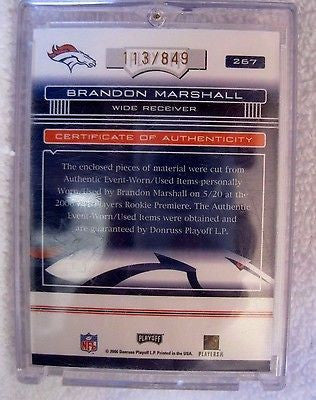 113/849
267
BRANDON MARSHALL
WIDE RECEIVER
CERTIFICATE OF AUTHENTICITY
The enclosed pieces of material were cut from
Authentic Event-Worn/Used Items personally
Worn/Used by Brandon Marshall on 5/20 at the
Players Rookie Premiere. The Authentic
Event-Worn/Used Items were obtained and
are guaranteed by Donruss Playoff L.P.
NFL
PLAYOFF
PLAYERS
© 2006 Donruss Playoff L.P. Printed in the USA.